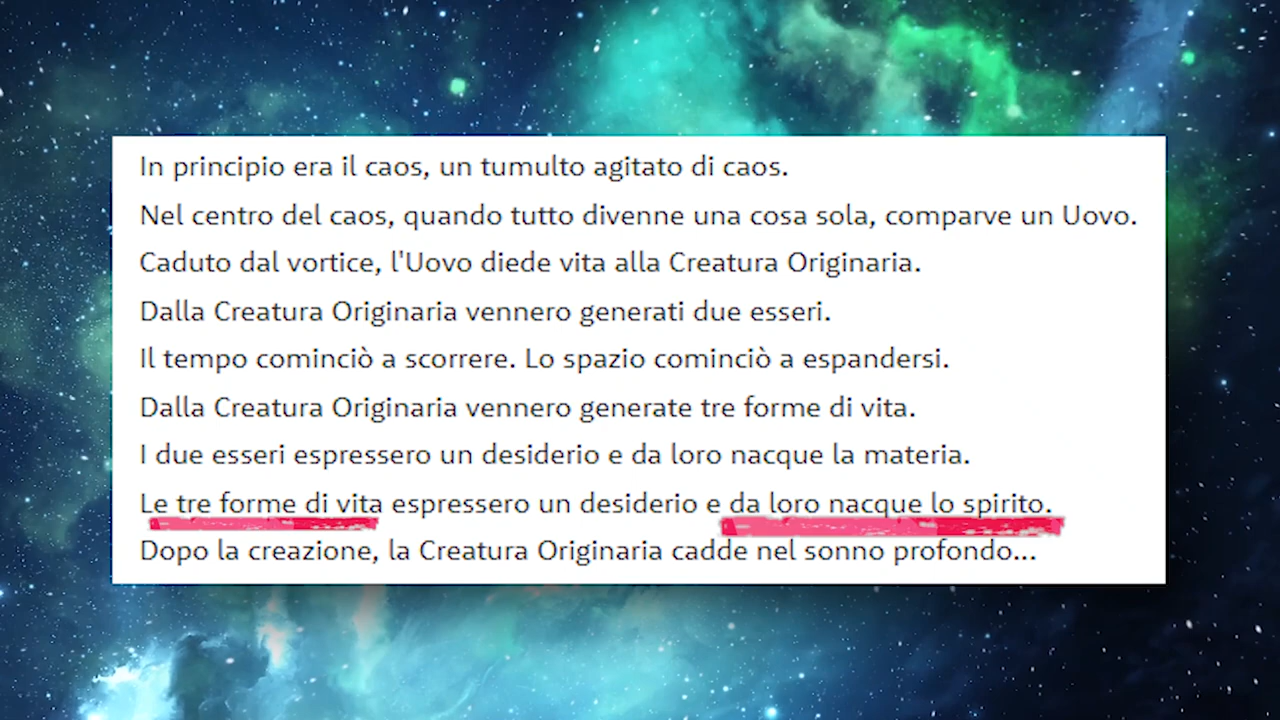 In principio era il caos, un tumulto agitato di caos.
Nel centro del caos, quando tutto divenne una cosa sola, comparve un Uovo.
Caduto dal vortice, l'Uovo diede vita alla Creatura Originaria.
Dalla Creatura Originaria vennero generati due esseri.
Il tempo cominciò a scorrere. Lo spazio cominciò a espandersi.
Dalla Creatura Originaria vennero generate tre forme di vita.
I due esseri espressero un desiderio e da loro nacque la materia.
Le tre forme di vita espressero un desiderio e da loro nacque lo spirito.
Dopo la creazione, la Creatura Originaria cadde nel sonno profondo...